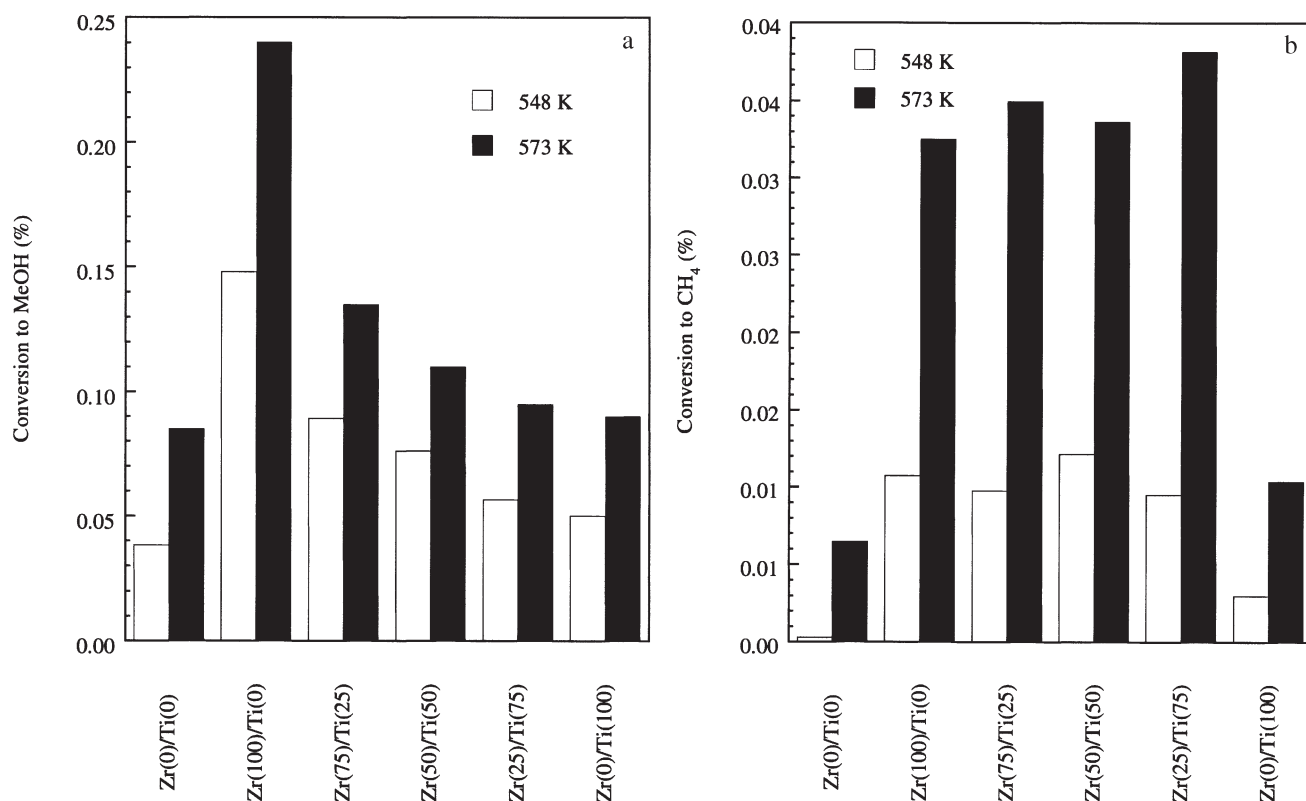 a
548 K
573 K
Conversion to MeOH (%)
0.25
0.20
0.15
0.10
0.05
0.00
Zr(0)/Ti(0)
Zr(100)/Ti(0)
Zr(75)/Ti(25)
Zr(50)/Ti(50)
Zr(25)/Ti(75)
Zr(0)/Ti(100)
b
548 K
573 K
Conversion to CH4 (%)
0.04
0.04
0.03
0.03
0.02
0.02
0.01
0.01
0.00
Zr(0)/Ti(0)
Zr(100)/Ti(0)
Zr(75)/Ti(25)
Zr(50)/Ti(50)
Zr(25)/Ti(75)
Zr(0)/Ti(100)